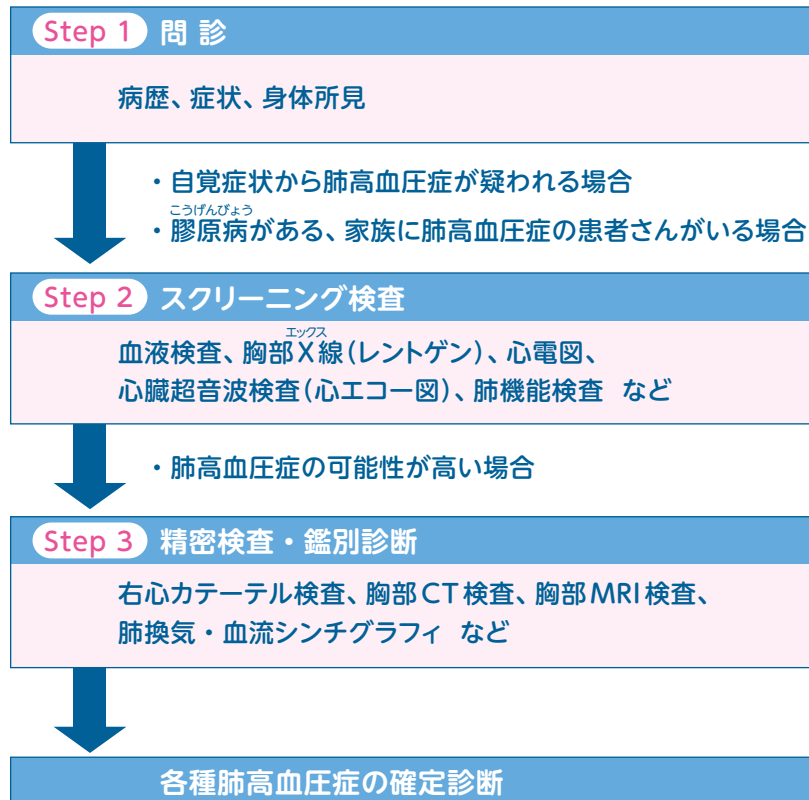 Step 1 問 診
病歴、症状、身体所見
・自覚症状から肺高血圧症が疑われる場合
こうげんびょう
・膠原病がある、家族に肺高血圧症の患者さんがいる場合
Step 2 スクリーニング検査
エックス
血液検査、胸部X線(レントゲン)、心電図、
心臓超音波検査(心エコー図)、肺機能検査 など
・肺高血圧症の可能性が高い場合
Step 3 精密検査・鑑別診断
右心カテーテル検査、胸部CT検査、胸部MRI検査、
肺換気・血流シンチグラフィ など
各種肺高血圧症の確定診断